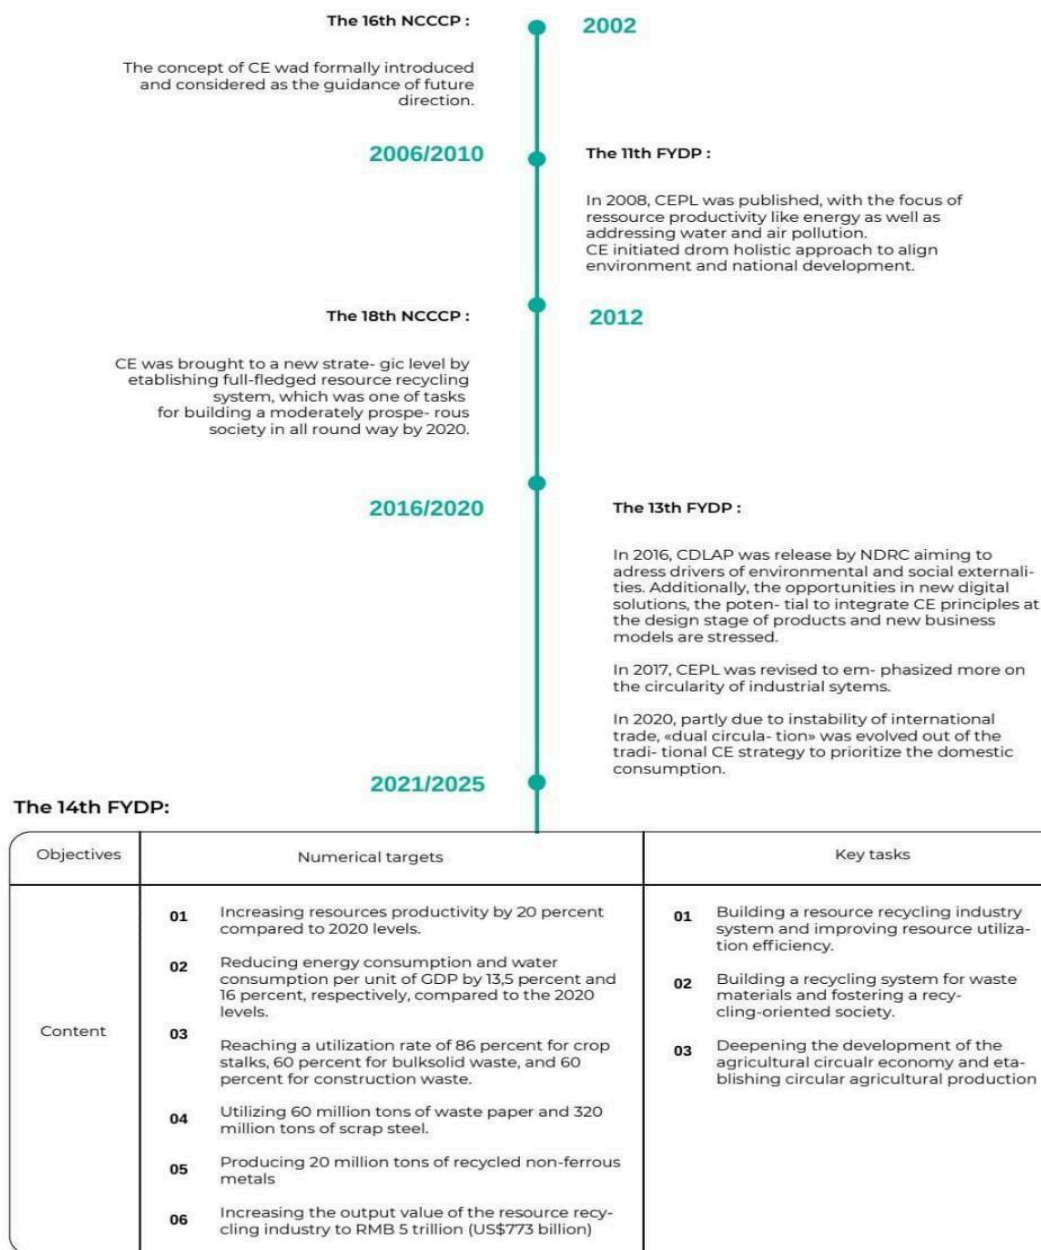 The 16th NCCCP :
2002
The concept of CE wad formally introduced
and considered as the guidance of future
direction.
2006/2010
The 11th FYDP :
In 2008, CEPL was published, with the focus of
ressource productivity like energy as well as
addressing water and air pollution.
CE initiated drom holistic approach to align
environment and national development.
The 18th NCCCP :
2012
CE was brought to a new strate- gic level by
etablishing full-fledged resource recycling
system, which was one of tasks
for building a moderately prospe- rous
society in all round way by 2020.
2016/2020
The 13th FYDP :
In 2016, CDLAP was release by NDRC aiming to
adress drivers of environmental and social externali-
ties. Additionally, the opportunities in new digital
solutions, the poten- tial to integrate CE principles at
the design stage of products and new business
models are stressed.
In 2017, CEPL was revised to em- phasized more on
the circularity of industrial sytems.
In 2020, partly due to instability of international
trade, «dual circula- tion» was evolved out of the
tradi- tional CE strategy to prioritize the domestic
consumption.
2021/2025
The 14th FYDP:
Objectives
Numerical targets
Key tasks
Content
01 Increasing resources productivity by 20 percent
compared to 2020 levels.
02 Reducing energy consumption and water
consumption per unit of GDP by 13,5 percent and
16 percent, respectively, compared to the 2020
levels.
03 Reaching a utilization rate of 86 percent for crop
stalks, 60 percent for bulksolid waste, and 60
percent for construction waste.
04 Utilizing 60 million tons of waste paper and 320
million tons of scrap steel.
05 Producing 20 million tons of recycled non-ferrous
metals
06 Increasing the output value of the resource recy-
cling industry to RMB 5 trillion (US$773 billion)
01 Building a resource recycling industry
system and improving resource utiliza-
tion efficiency.
02 Building a recycling system for waste
materials and fostering a recy-
cling-oriented society.
03 Deepening the development of the
agricultural circualr economy and eta-
blishing circular agricultural production